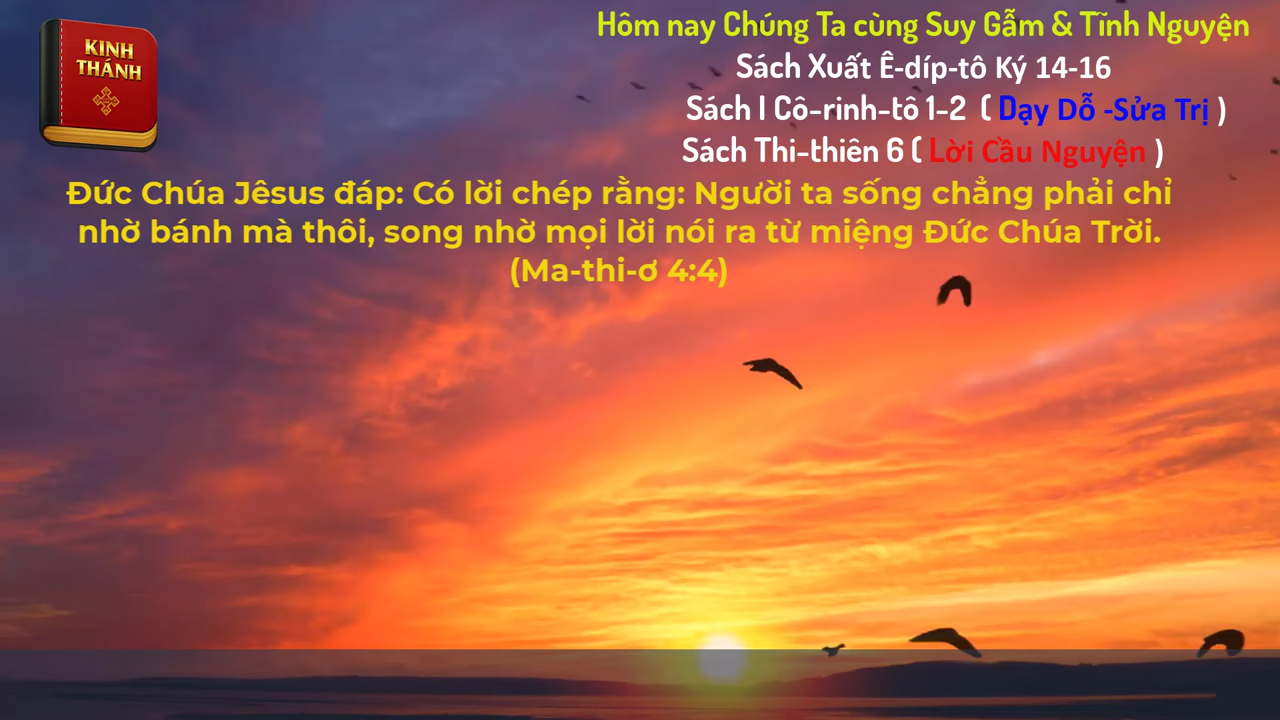 KINH
THÁNH
Hôm nay Chúng Ta cùng Suy Gẫm & Tĩnh Nguyện
Sách Xuất Ê-díp-tô Ký 14-16
Sách I Cô-rinh-tô 1-2 ( Dạy Dỗ -Sửa Trị )
Sách Thi-thiên 6 ( Lời Cầu Nguyện )
Đức Chúa Jêsus đáp: Có lời chép rằng: Người ta sống chẳng phải chỉ
nhờ bánh mà thôi, song nhờ mọi lời nói ra từ miệng Đức Chúa Trời.
(Ma-thi-ơ 4:4)